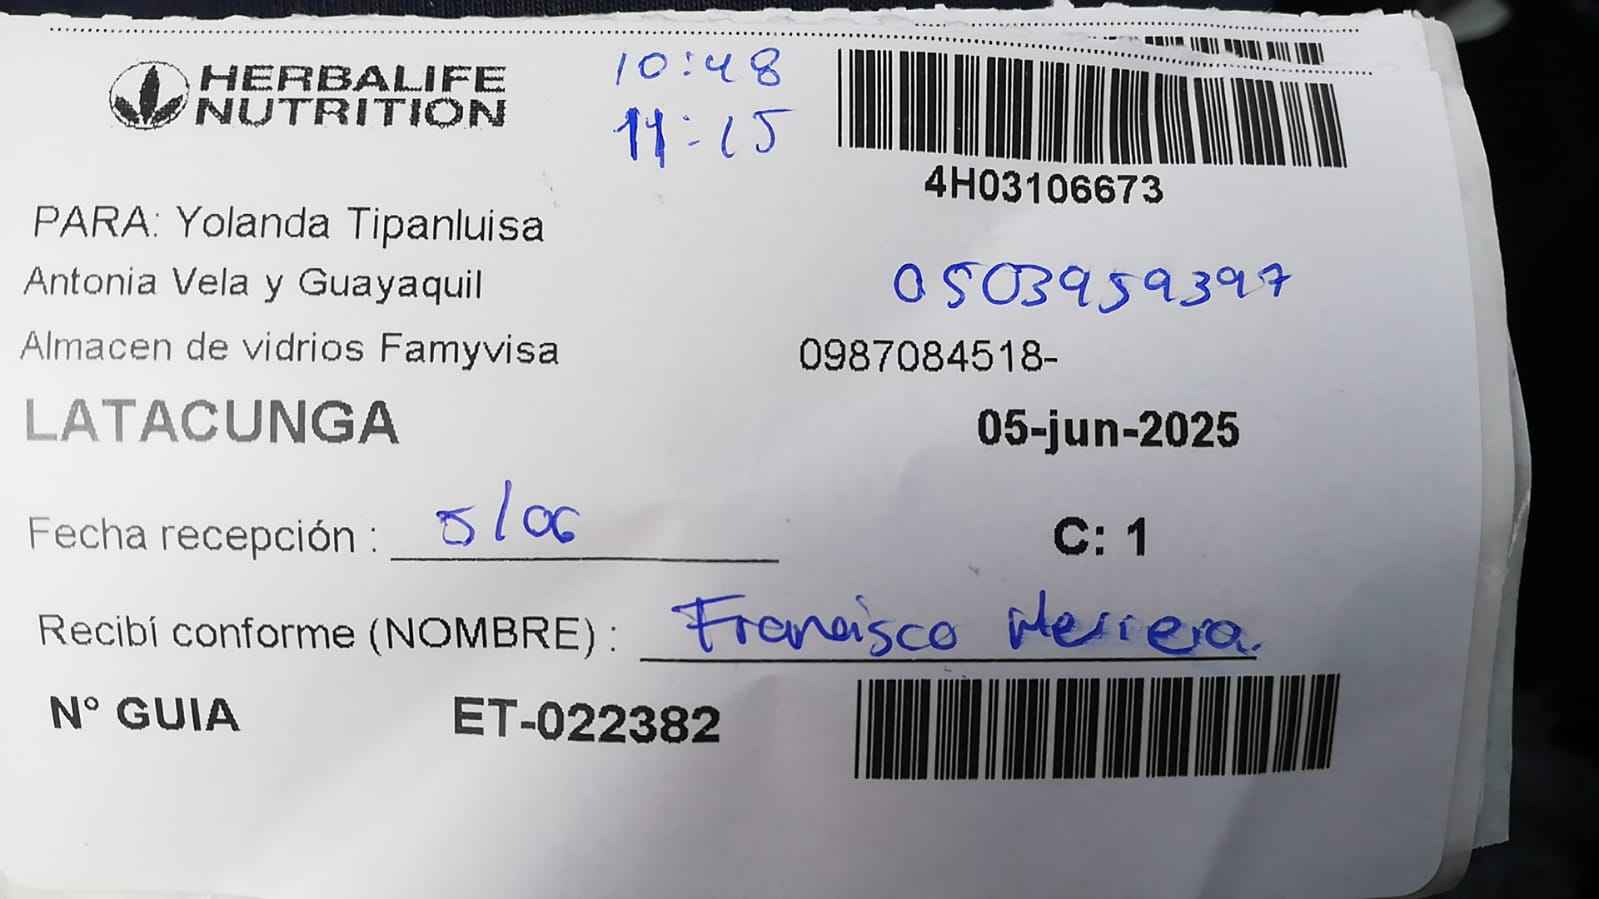 HERBALIFE
NUTRITION
10:48
11:15
4H03106673
PARA: Yolanda Tipanluisa
Antonia Vela y Guayaquil
0503959397
Almacen de vidrios Famyvisa
0987084518-
LATACUNGA
05-jun-2025
Fecha recepción : 5/06
C: 1
Recibí conforme (NOMBRE) : Francisco Herrera.
N° GUIA ET-022382